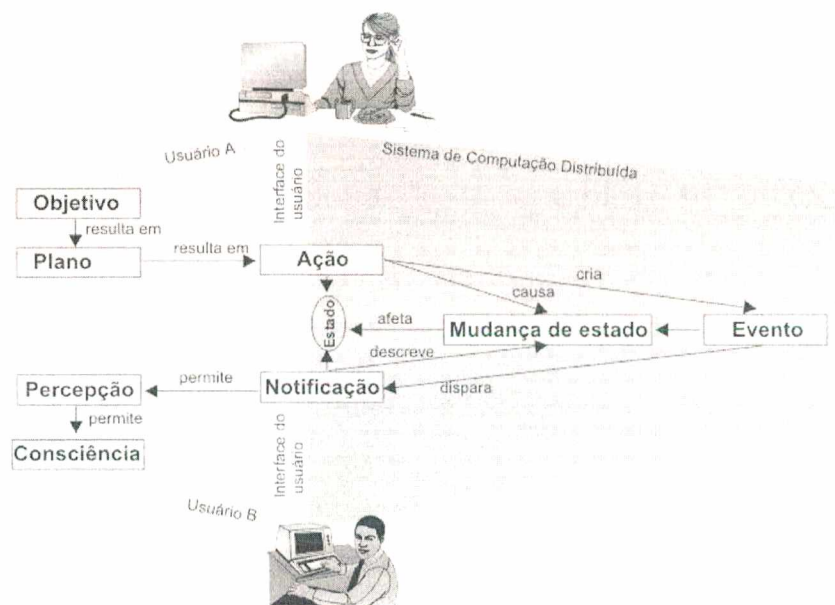 Usuário A
Interface do
usuário
Sistema de Computação Distribuída
Objetivo
resulta em
Plano
resulta em
Ação
cria
causa
Estado
afeta
Mudança de estado
Evento
descreve
Percepção
permite
Notificação
dispara
permite
Consciência
Interface do
usuário
Usuário B